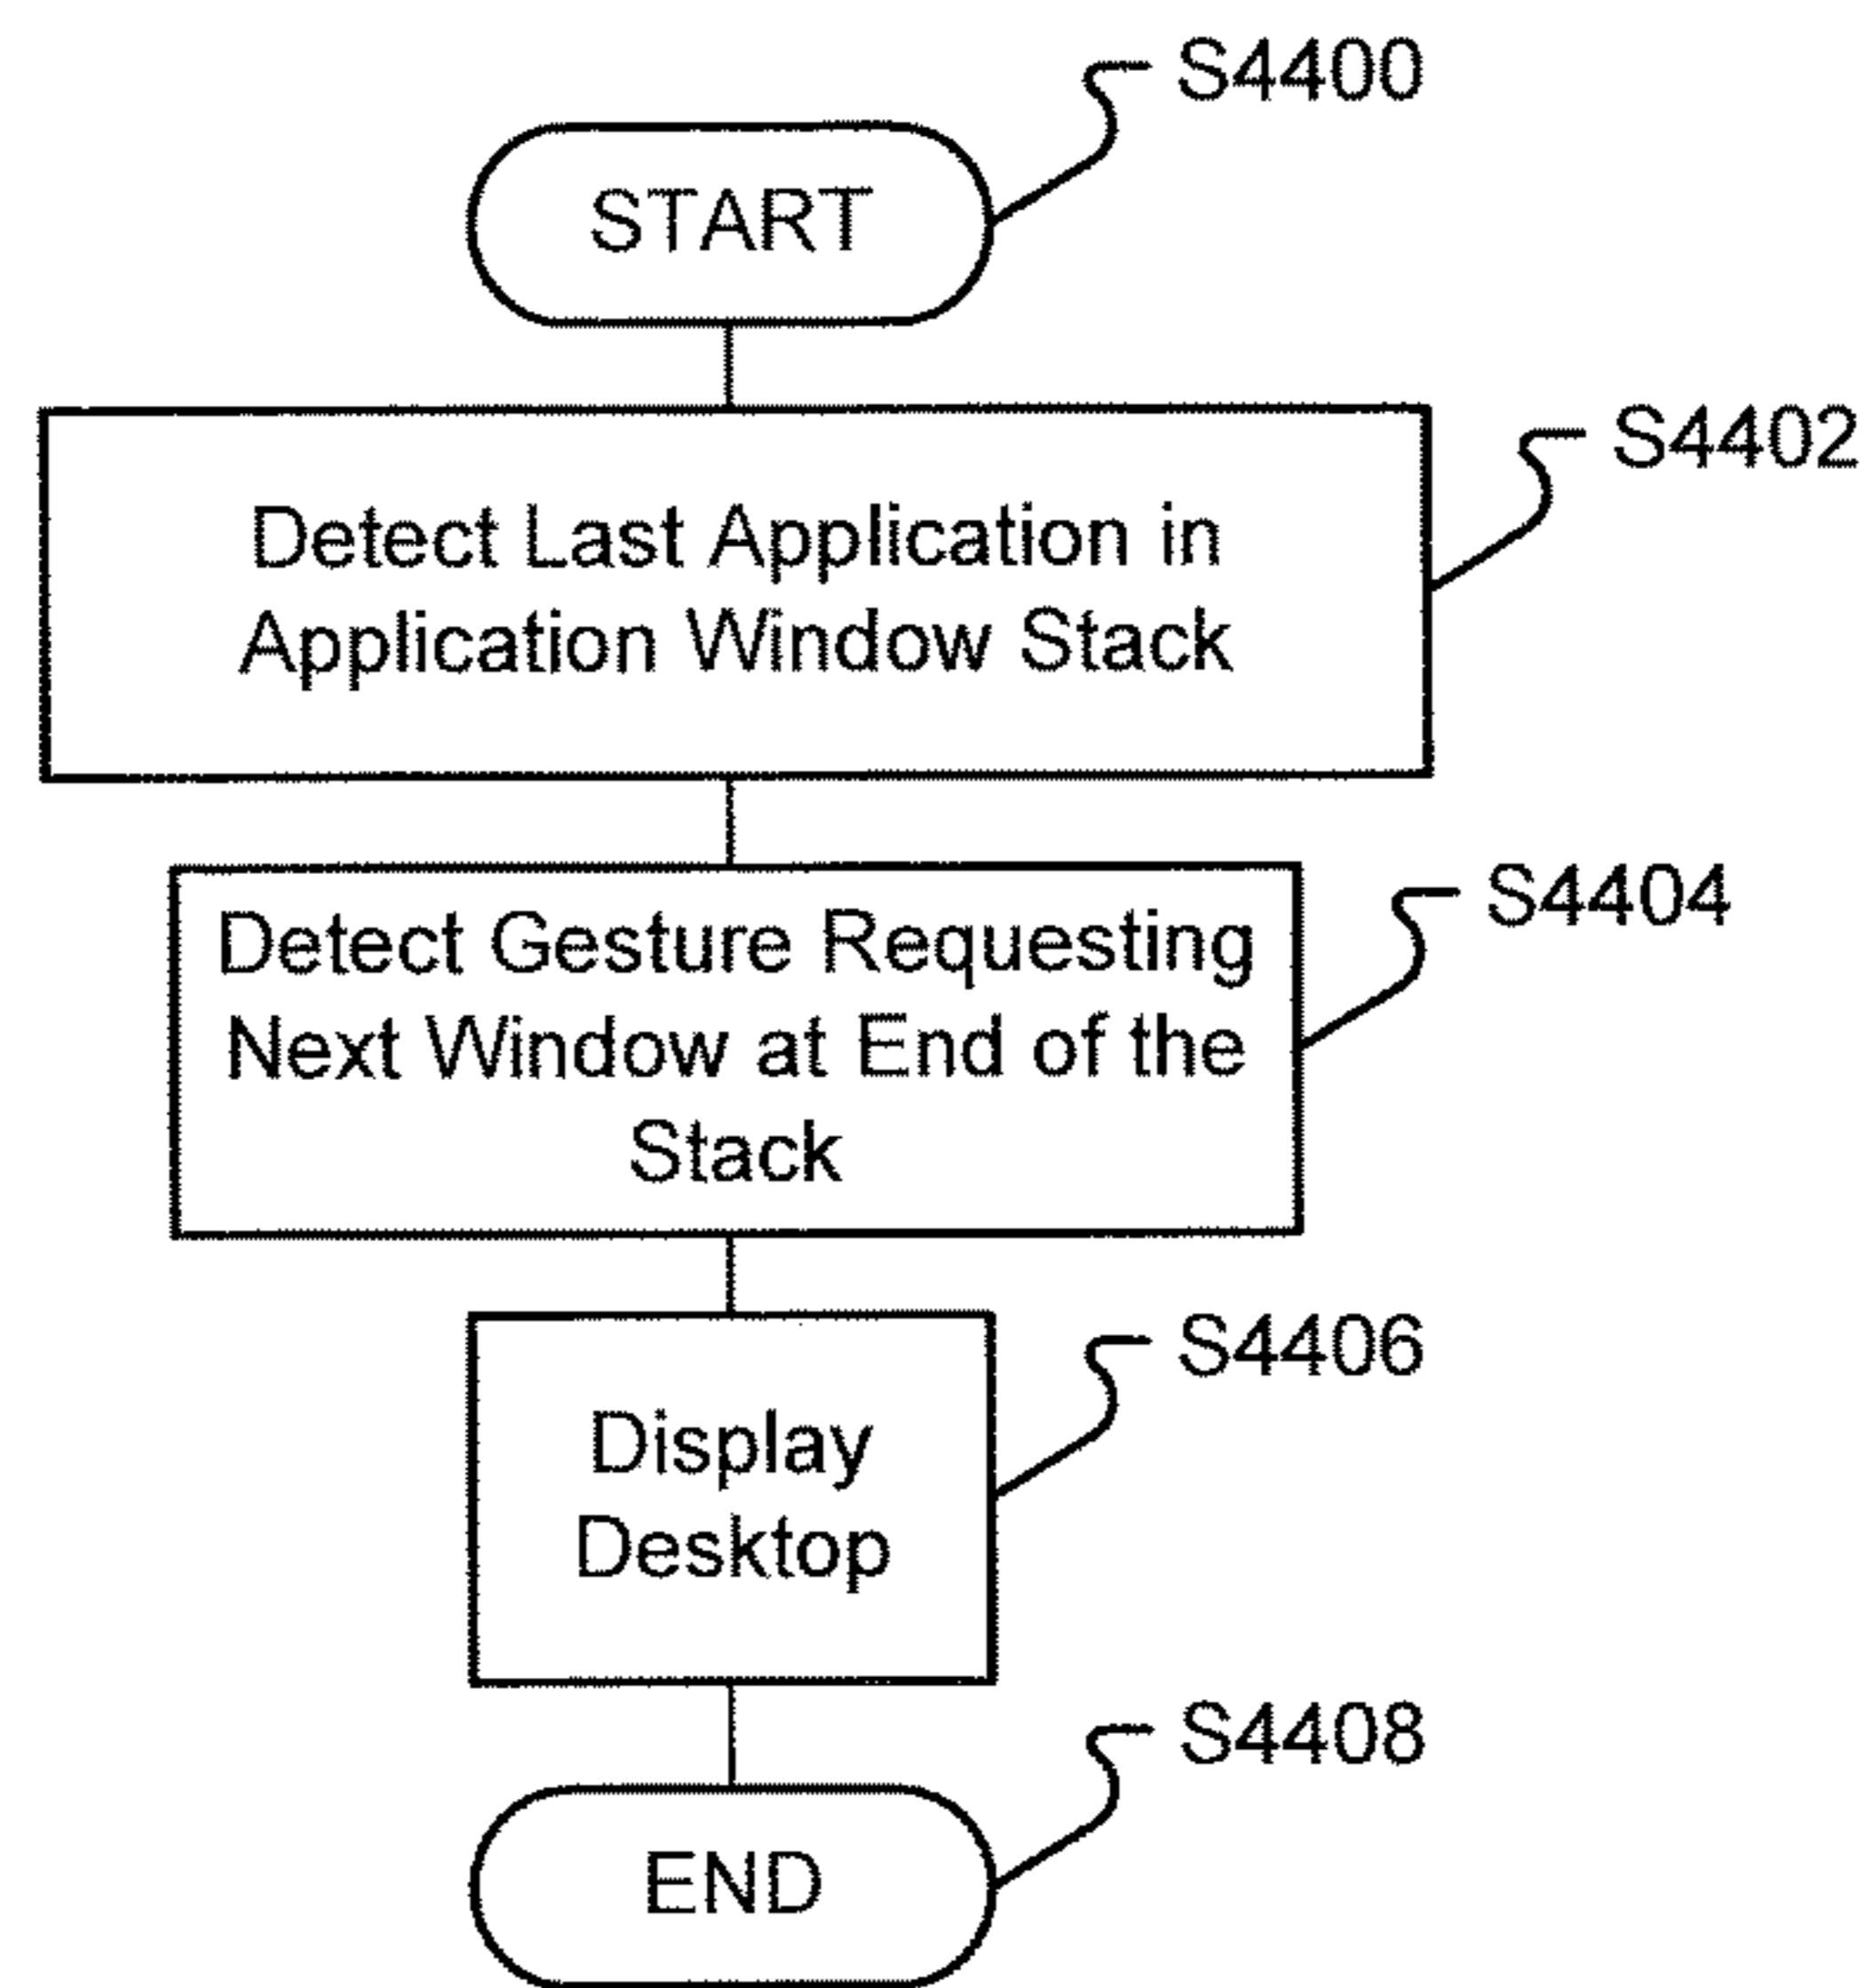 S4400
START
S4402
Detect Last Application in
Application Window Stack
S4404
Detect Gesture Requesting
Next Window at End of the
Stack
S4406
Display
Desktop
S4408
END